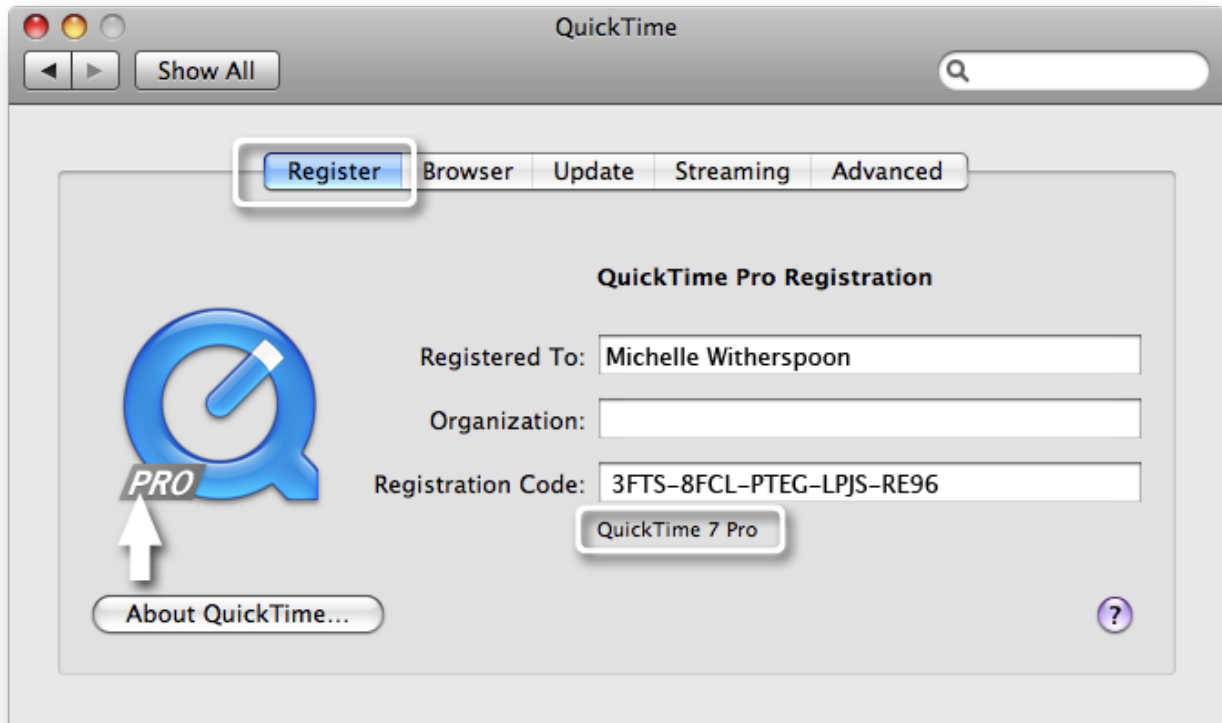 QuickTime
Show All
Register Browser Update Streaming Advanced
QuickTime Pro Registration
Registered To: Michelle Witherspoon
Organization:
PRO
Registration Code: 3FTS-8FCL-PTEG-LPJS-RE96
QuickTime 7 Pro
About QuickTime...
?